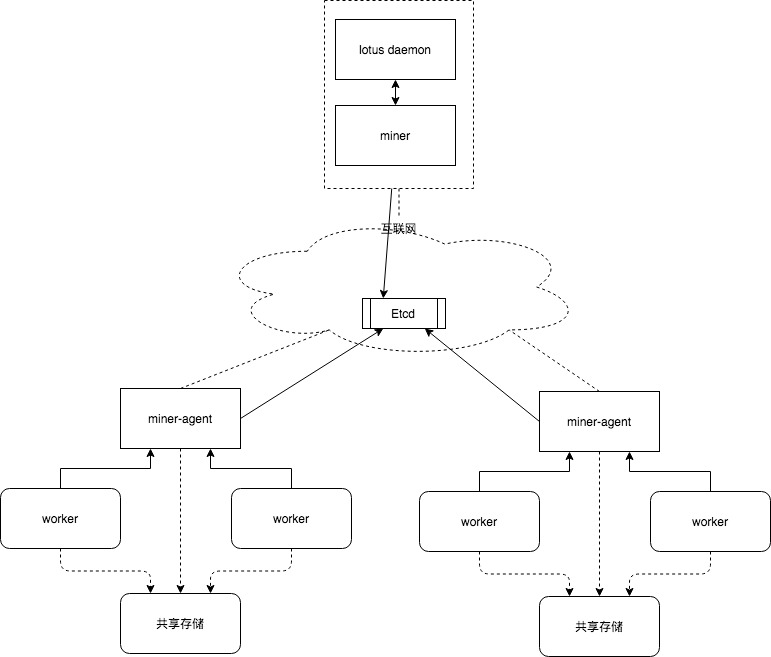 lotus daemon
miner
互联网
Etcd
miner-agent
miner-agent
worker
worker
worker
worker
共享存储
共享存储